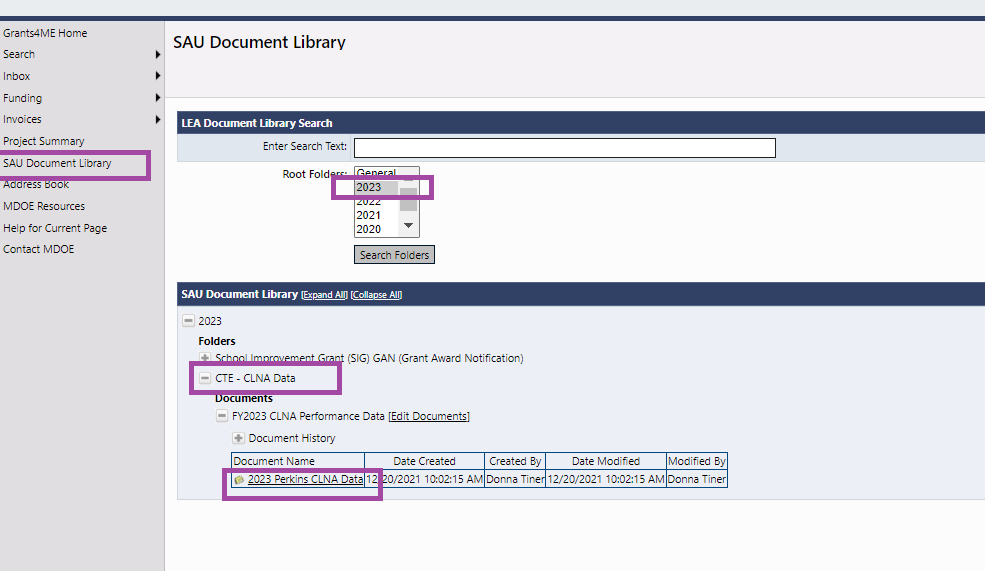 Grants4ME Home
Search
Inbox
Funding
Invoices
Project Summary
SAU Document Library
Address Book
MDOE Resources
Help for Current Page
Contact MDOE
SAU Document Library
LEA Document Library Search
Enter Search Text:
Root Folders:
General
2023
2022
2021
2020
Search Folders
SAU Document Library [Expand All] [Collapse All]
2023
Folders
School Improvement Grant (SIG) GAN (Grant Award Notification)
CTE - CLNA Data
Documents
FY2023 CLNA Performance Data [Edit Documents]
Document History
Document Name Date Created Created By Date Modified Modified By
2023 Perkins CLNA Data 12/20/2021 10:02:15 AM Donna Tiner 12/20/2021 10:02:15 AM Donna Tiner